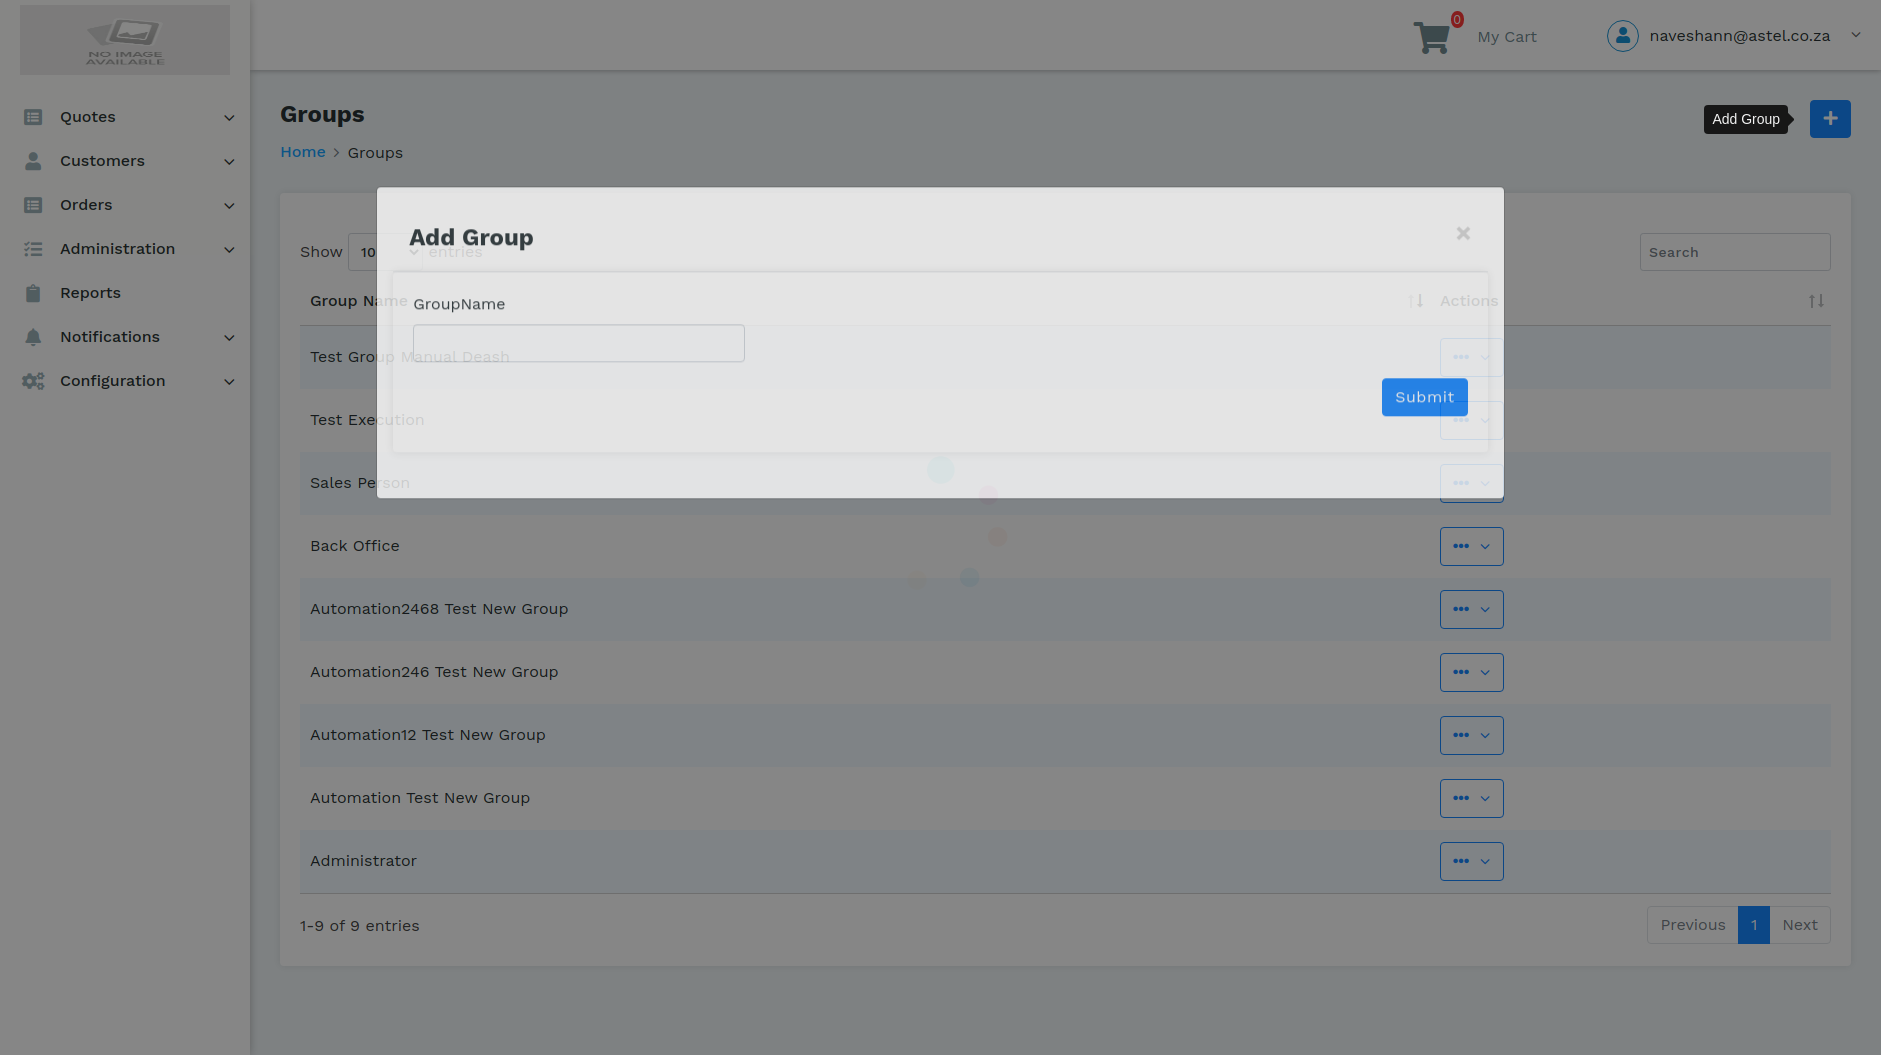 NO IMAGE
AVAILABLE
0
My Cart
naveshann@astel.co.za
Quotes
Customers
Orders
Administration
Reports
Notifications
Configuration
Groups
Add Group
Home > Groups
Add Group
×
Show 10 entries
Search
Group Name
Actions
GroupName
Test Group Manual Deash
Submit
Test Execution
Sales Person
Back Office
Automation2468 Test New Group
Automation246 Test New Group
Automation12 Test New Group
Automation Test New Group
Administrator
1-9 of 9 entries
Previous 1 Next